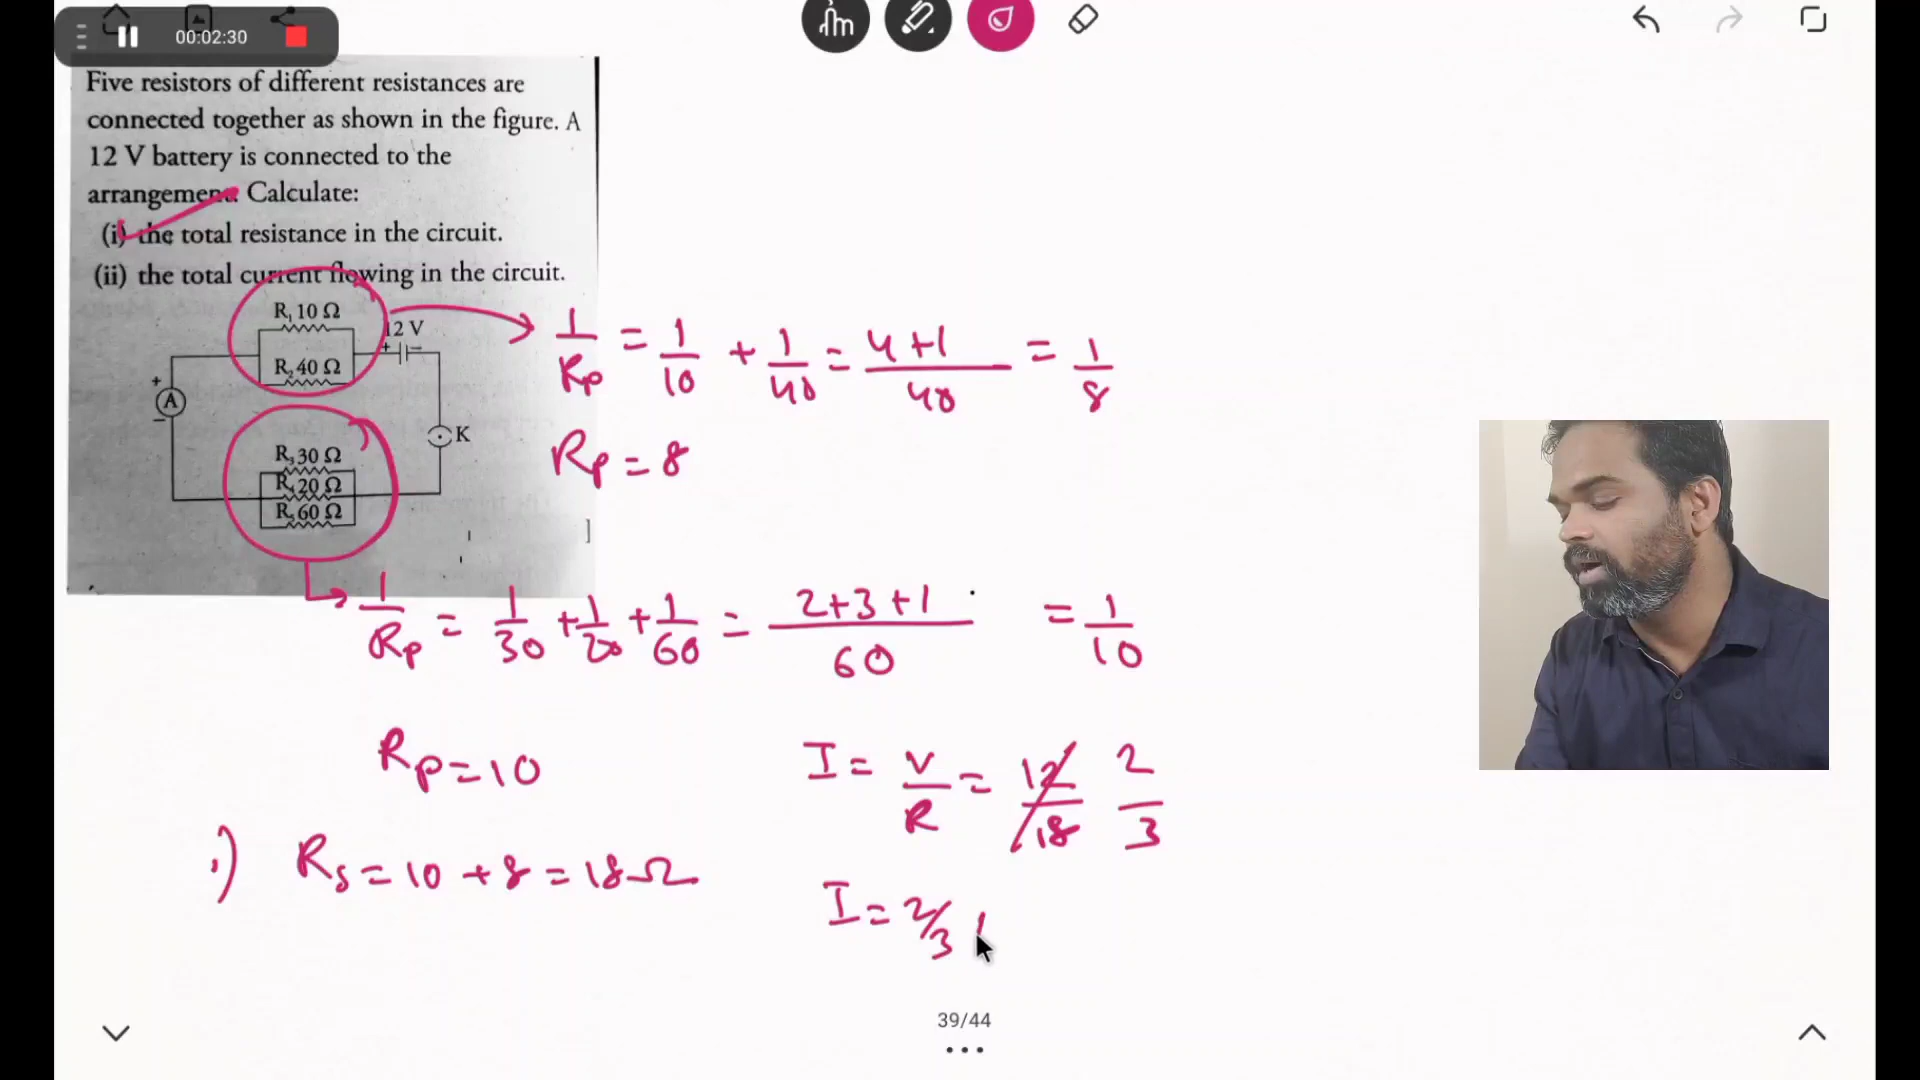 00:02:30
Five resistors of different resistances are
connected together as shown in the figure. A
12 V battery is connected to the
arrangement. Calculate:
(i) the total resistance in the circuit.
(ii) the total current flowing in the circuit.
R₁ 10 Ω
12 V
+ −
R₂ 40 Ω
+
A
−
K
R₃ 30 Ω
R₄ 20 Ω
R₅ 60 Ω
1/Rp = 1/10 + 1/40 = 4+1/40 = 1/8
Rp = 8
1/Rp = 1/30 + 1/20 + 1/60 = 2+3+1/60 = 1/10
Rp = 10
I = V/R = 12/18 2/3
i) Rs = 10 + 8 = 18Ω
I = 2/3
39/44